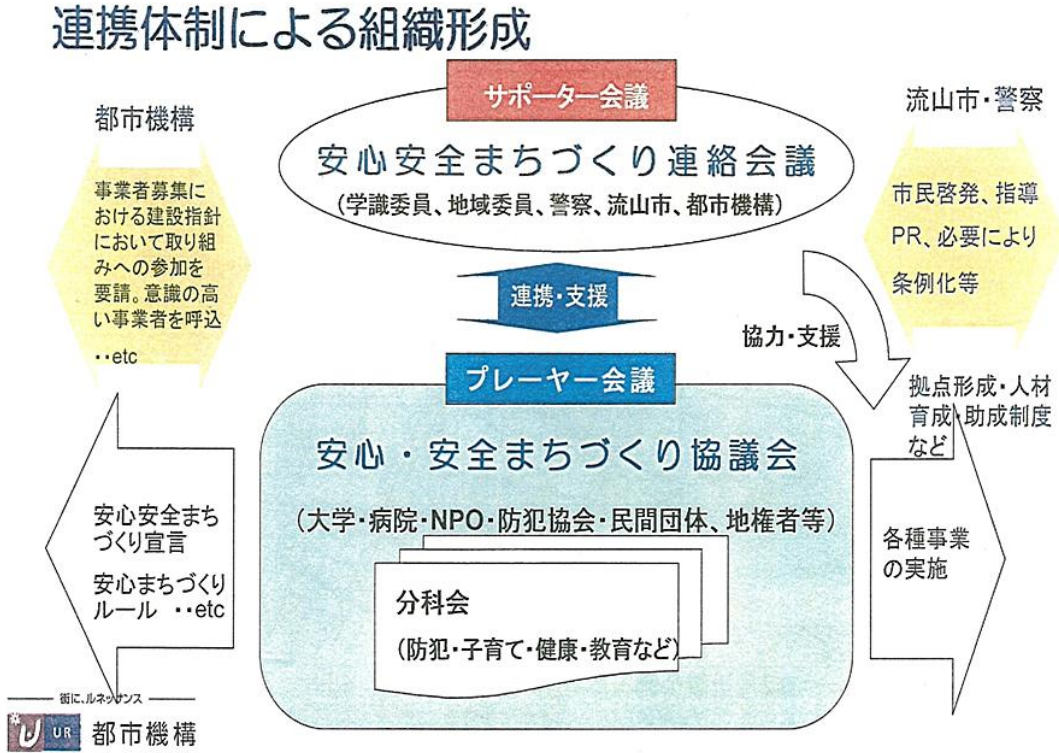 連携体制による組織形成
サポーター会議
安心安全まちづくり連絡会議
(学識委員、地域委員、警察、流山市、都市機構)
都市機構
事業者募集に
おける建設指針
において取り組
みへの参加を
要請。意識の高
い事業者を呼込
・・etc
流山市・警察
市民啓発、指導
PR、必要により
条例化等
連携・支援
協力・支援
拠点形成・人材
育成・助成制度
など
プレーヤー会議
安心・安全まちづくり協議会
(大学・病院・NPO・防犯協会・民間団体、地権者等)
分科会
(防犯・子育て・健康・教育など)
安心安全まち
づくり宣言
安心まちづくり
ルール ・・etc
各種事業
の実施
街に、ルネッサンス
UR 都市機構